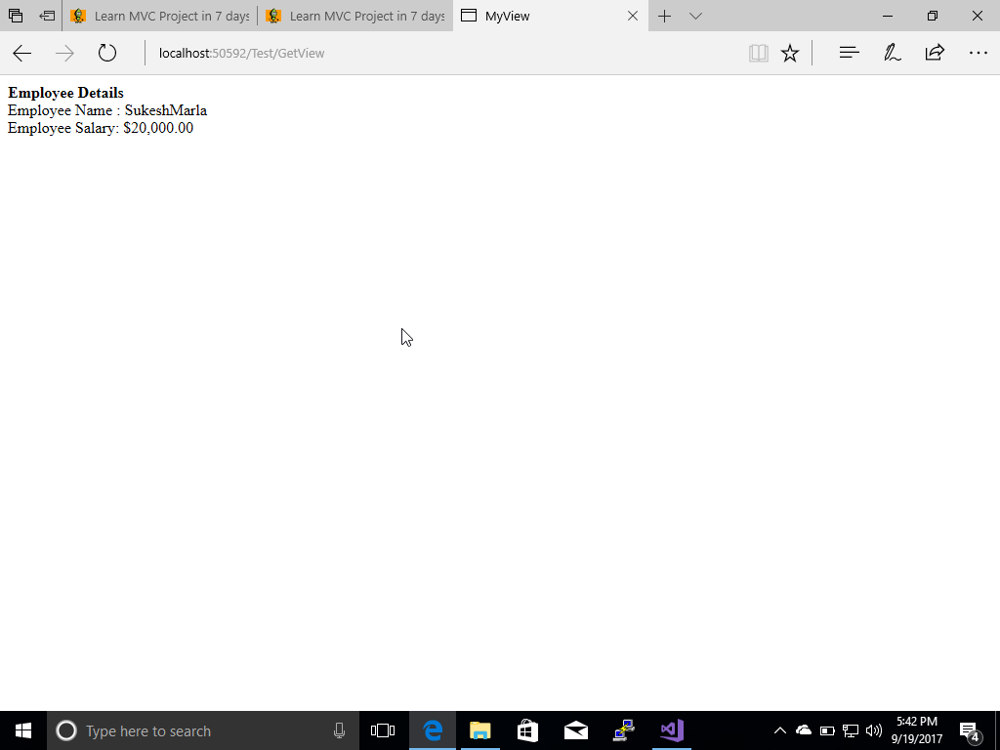 Learn MVC Project in 7 days
Learn MVC Project in 7 days
MyView
localhost:50592/Test/GetView
Employee Details
Employee Name : SukeshMarla
Employee Salary: $20,000.00
Type here to search
5:42 PM
9/19/2017
4